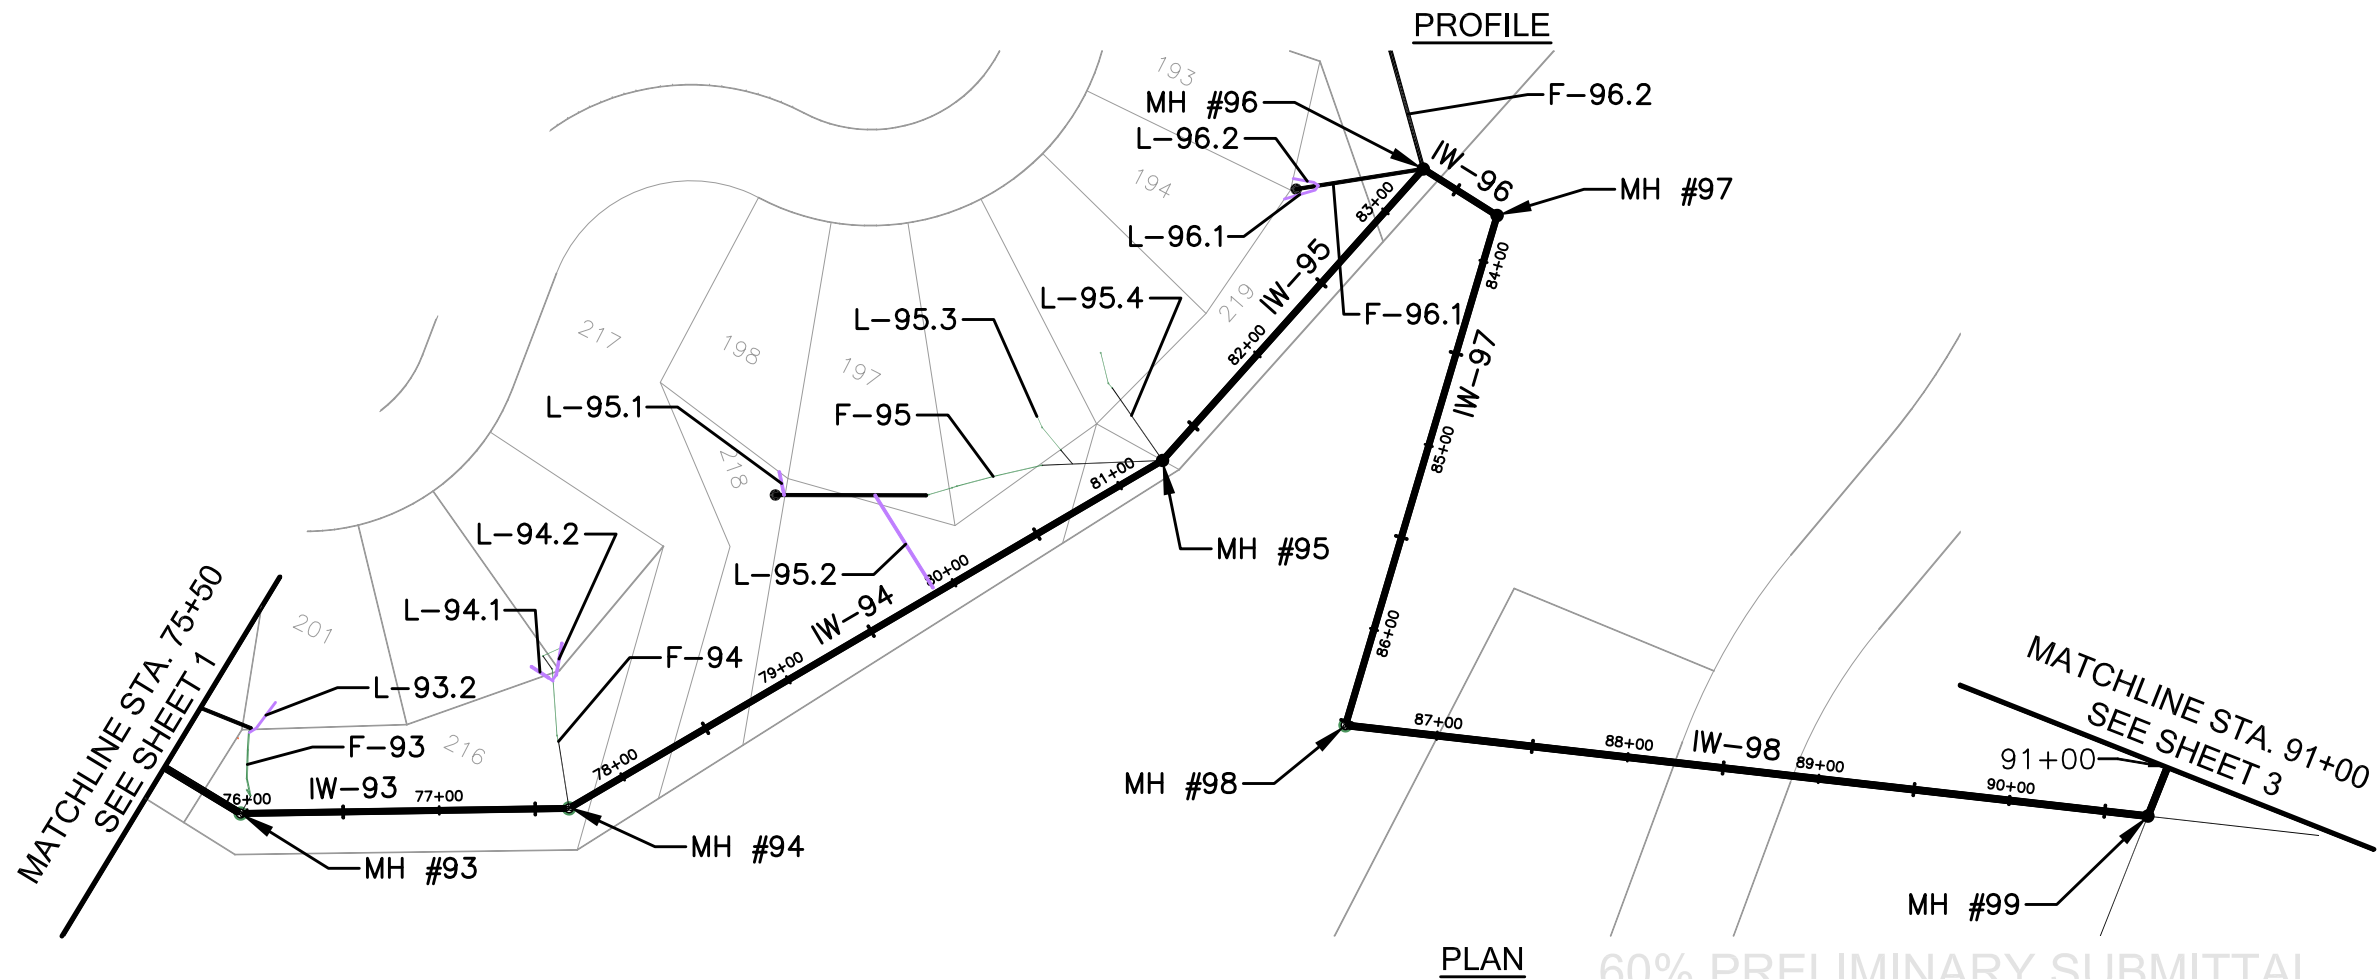 PROFILE
193
MH #96
F-96.2
L-96.2
IW-96
194
MH #97
83+00
L-96.1
84+00
IW-95
219
L-95.4
F-96.1
L-95.3
217
198
82+00
IW-97
197
L-95.1
F-95
85+00
218
81+00
L-94.2
MH #95
L-95.2
80+00
MATCHLINE STA. 75+50
SEE SHEET 1
L-94.1
IW-94
201
86+00
F-94
79+00
L-93.2
MATCHLINE STA. 91+00
SEE SHEET 3
F-93
216
87+00
88+00
IW-98
91+00
78+00
89+00
MH #98
IW-93
90+00
76+00
77+00
MH #94
MH #93
MH #99
PLAN
60% PRELIMINARY SUBMITTAL